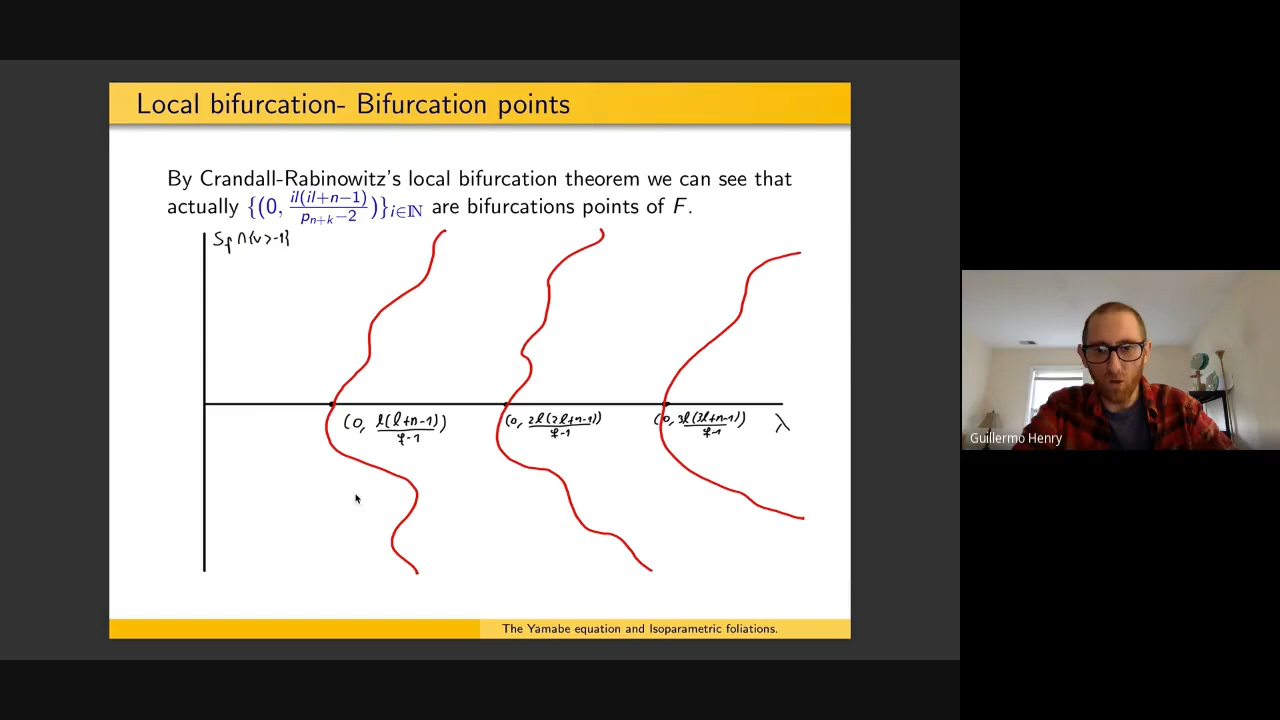 Local bifurcation- Bifurcation points
By Crandall-Rabinowitz's local bifurcation theorem we can see that
actually {(0, il(il+n−1)/p_{n+k}−2)}_{i∈ℕ} are bifurcations points of F.
S_f ∩{v>-1}
(0, l(l+n-1)/q-1) (0, 2l(2l+n-1)/q-1) (0, 3l(3l+n-1)/q-1) λ
Guillermo Henry
The Yamabe equation and Isoparametric foliations.